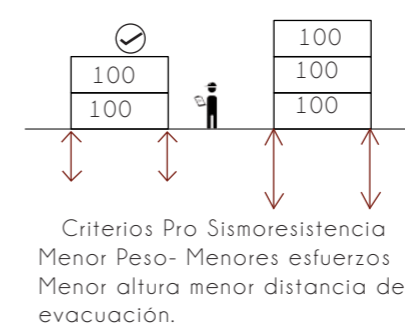 100
100
100
100
100
Criterios Pro Sismoresistencia
Menor Peso- Menores esfuerzos
Menor altura menor distancia de
evacuación.